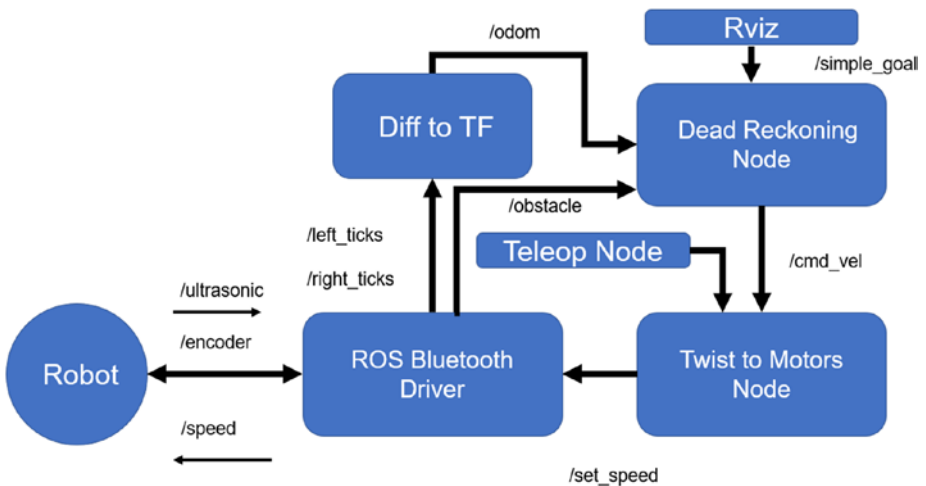 /odom
Rviz
/simple_goal
Diff to TF
Dead Reckoning
Node
/obstacle
/left_ticks
/right_ticks
Teleop Node
/cmd_vel
/ultrasonic
/encoder
Robot
ROS Bluetooth
Driver
Twist to Motors
Node
/speed
/set_speed